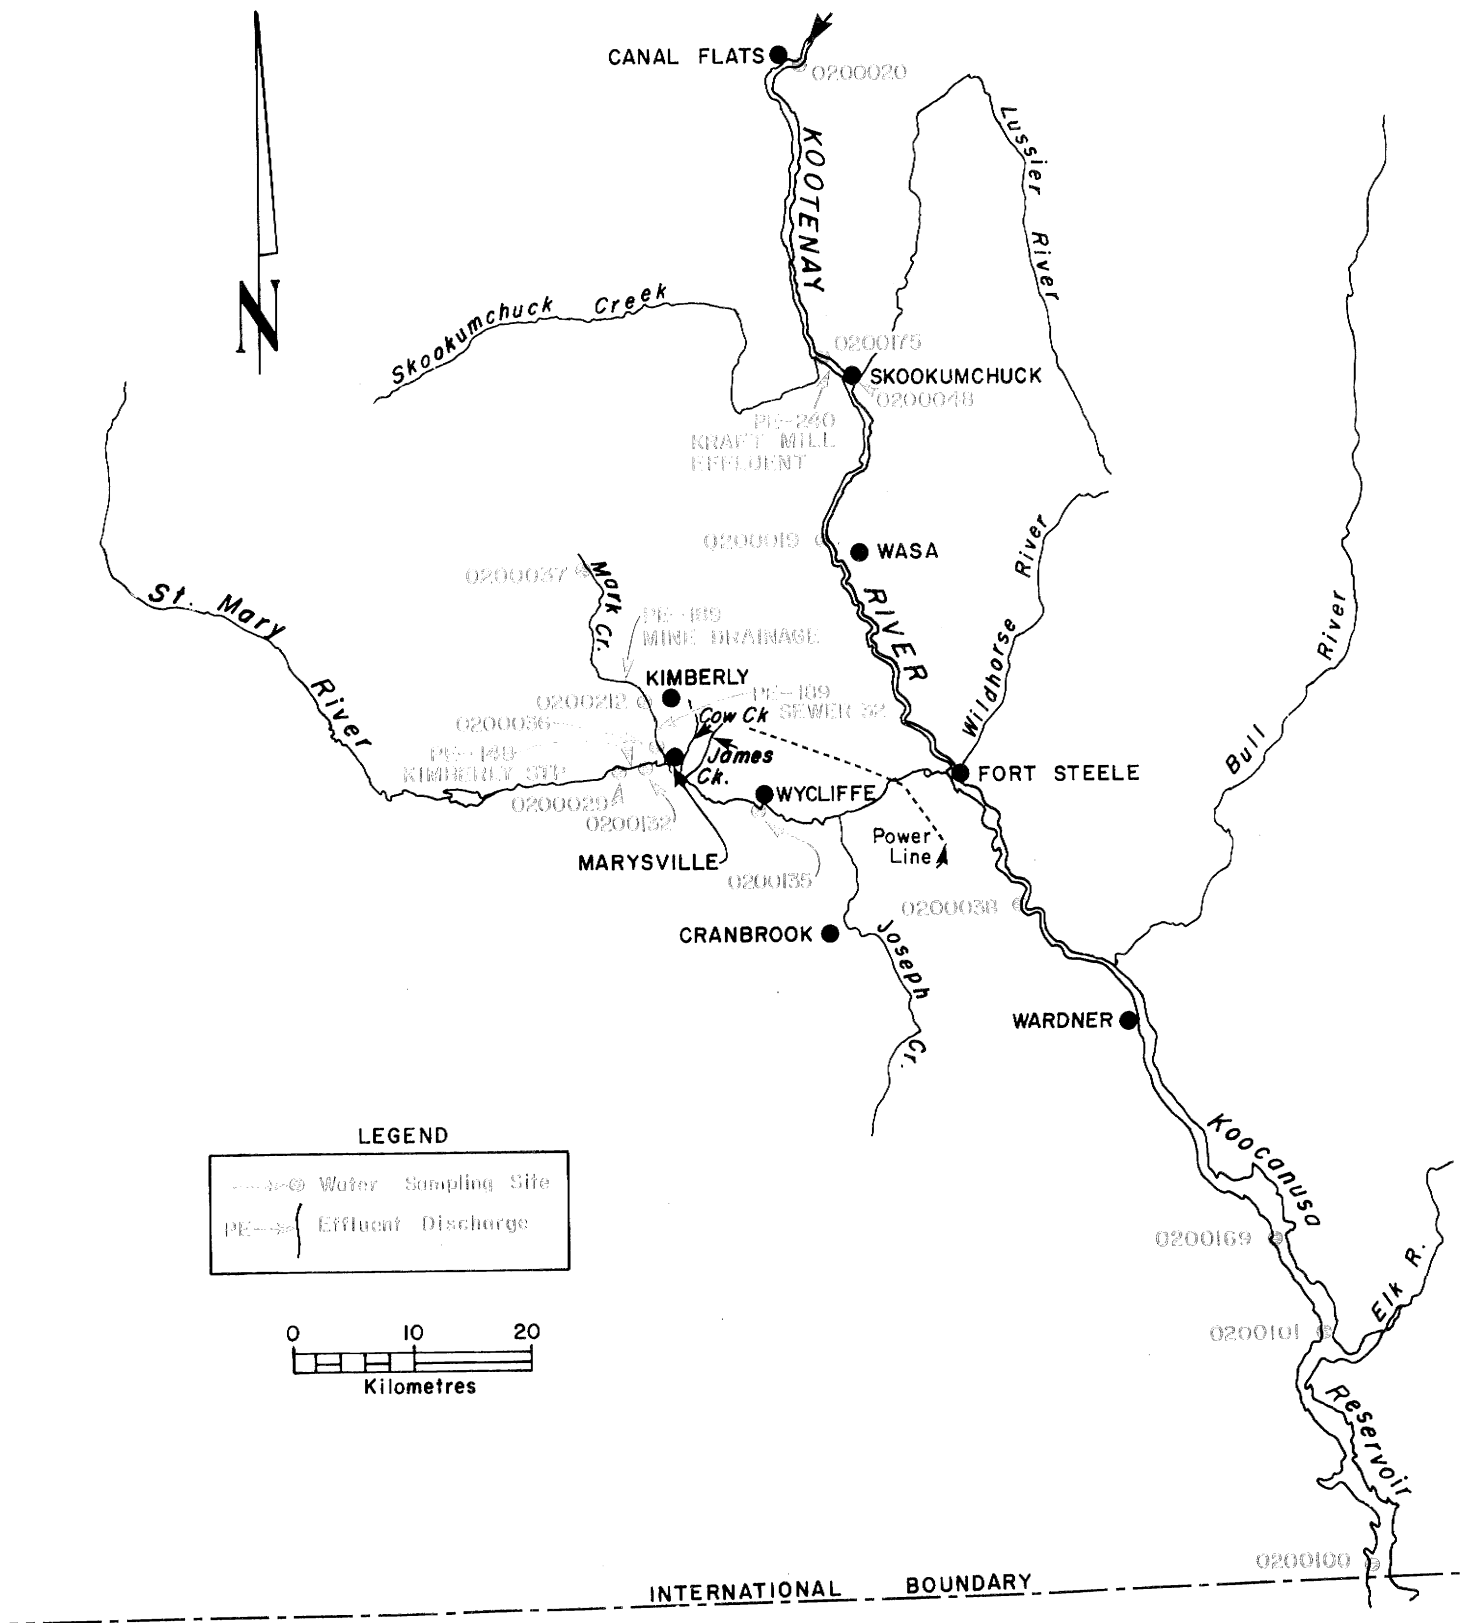 CANAL FLATS
0200020
KOOTENAY
Lussier River
N
Skookumchuck Creek
0200175
SKOOKUMCHUCK
0200048
PE-240
KRAFT MILL
EFFLUENT
0200019
WASA
0200037
Mark Cr.
St. Mary River
RIVER
Wildhorse River
Bull River
PE-189
MINE DRAINAGE
KIMBERLY
0200212
PE-189
SEWER 52
Cow Ck
0200036
PE-148
KIMBERLEY STP
James
Ck.
FORT STEELE
0200029
0200132
WYCLIFFE
Power
Line
MARYSVILLE
0200135
0200038
CRANBROOK
Joseph Cr.
WARDNER
LEGEND
Water Sampling Site
PE
Effluent Discharge
Koocanusa
0200169
Elk R.
0200101
0 10 20
Kilometres
Reservoir
0200100
INTERNATIONAL BOUNDARY